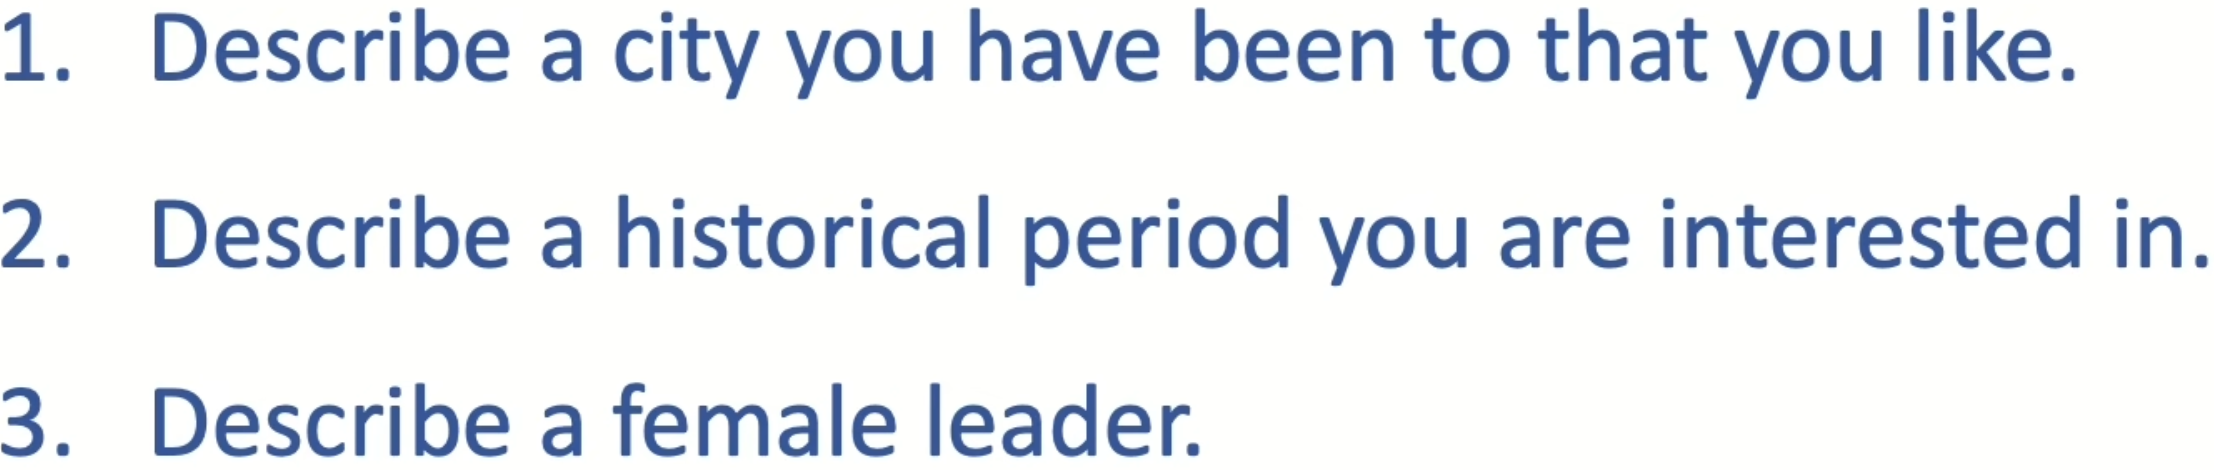 1. Describe a city you have been to that you like.
2. Describe a historical period you are interested in.
3. Describe a female leader.